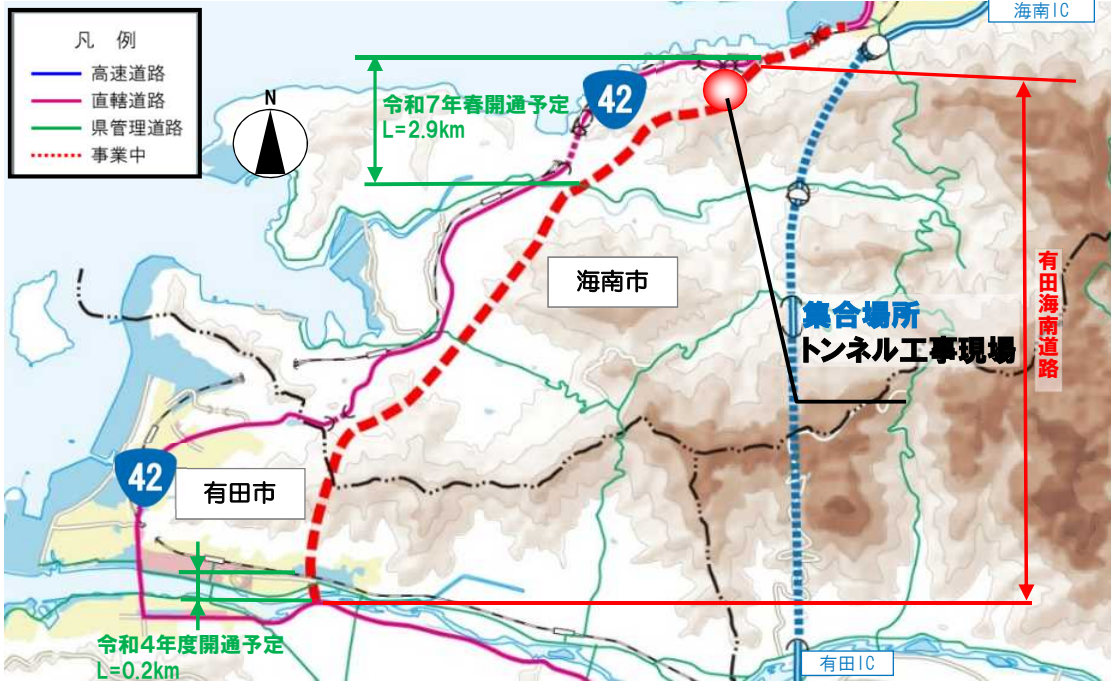 海南IC
凡 例
高速道路
直轄道路
県管理道路
事業中
N
令和7年春開通予定
L=2.9km
42
海南市
有田海南道路
集合場所
トンネル工事現場
42
有田市
令和4年度開通予定
L=0.2km
有田IC